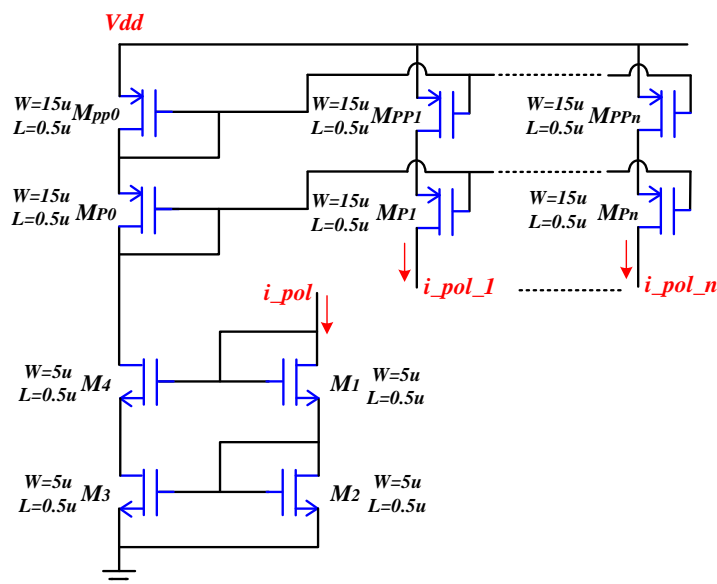 Vdd
W=15u
L=0.5u
Mpp0
W=15u
L=0.5u
MPP1
W=15u
L=0.5u
MPPn
W=15u
L=0.5u
MP0
W=15u
L=0.5u
MP1
W=15u
L=0.5u
MPn
i_pol
i_pol_1
i_pol_n
W=5u
L=0.5u
M4
M1
W=5u
L=0.5u
W=5u
L=0.5u
M3
M2
W=5u
L=0.5u